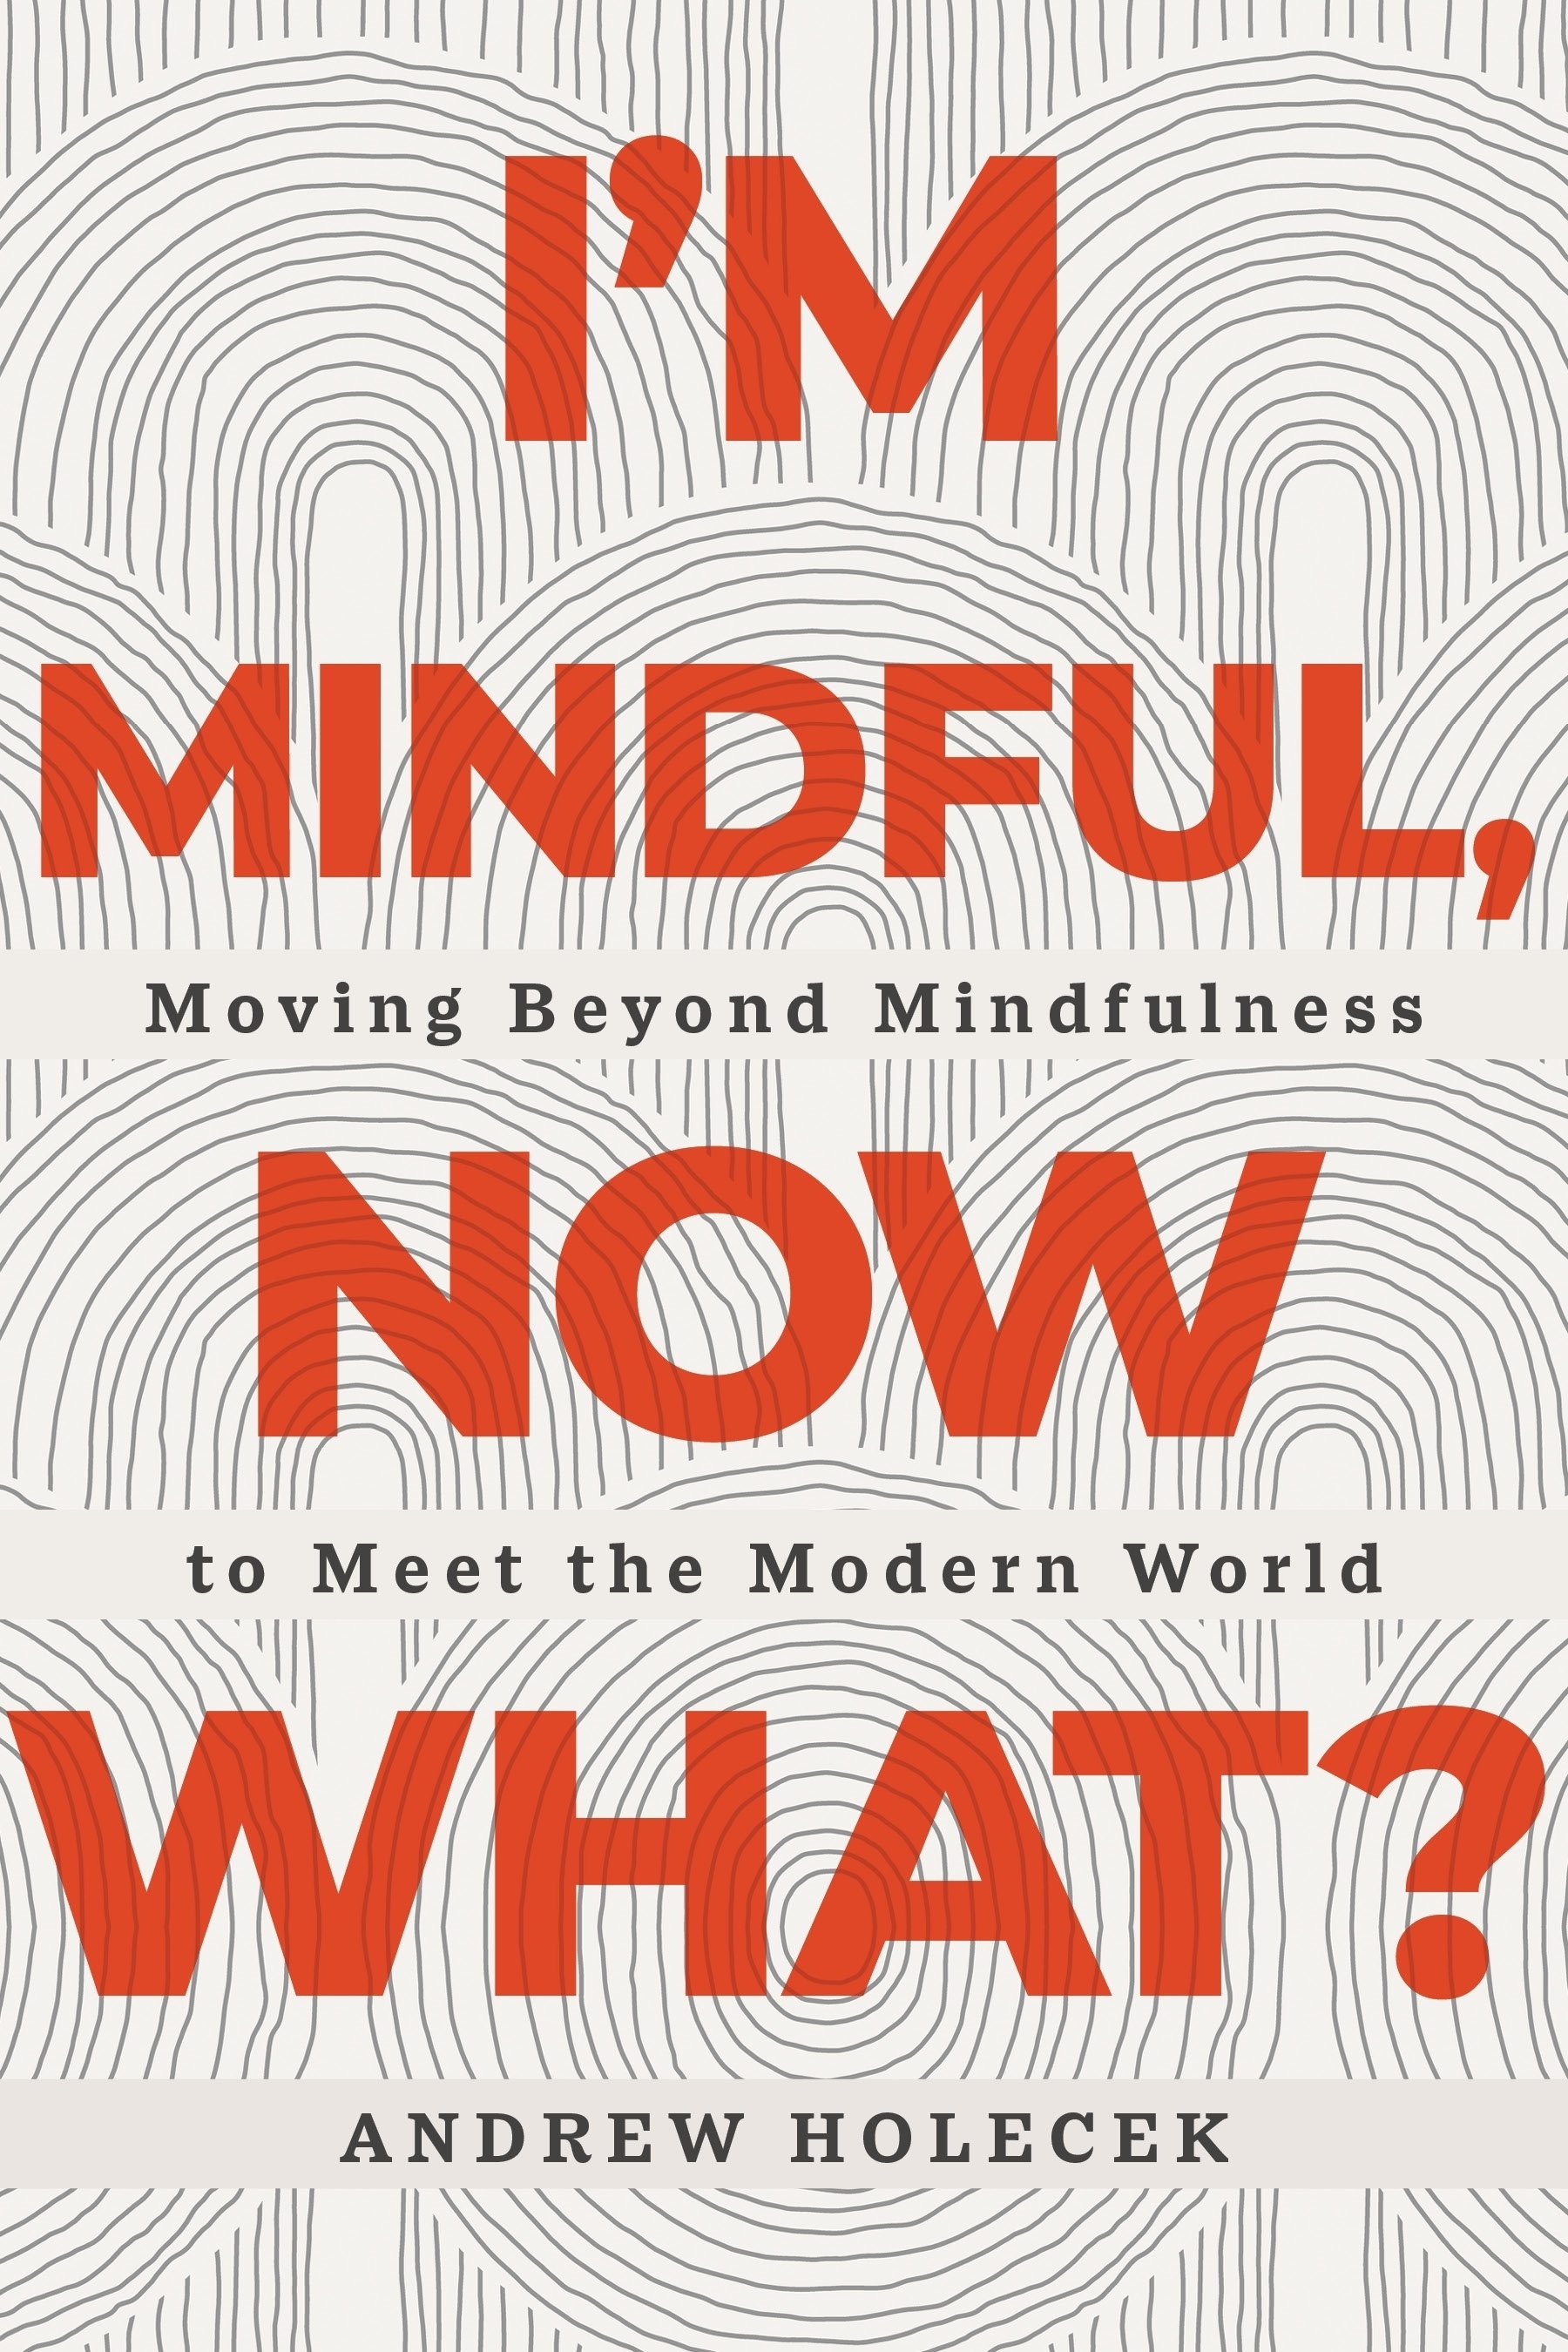 I’M
MINDFUL,
Moving Beyond Mindfulness
NOW
to Meet the Modern World
WHAT?
ANDREW HOLECEK